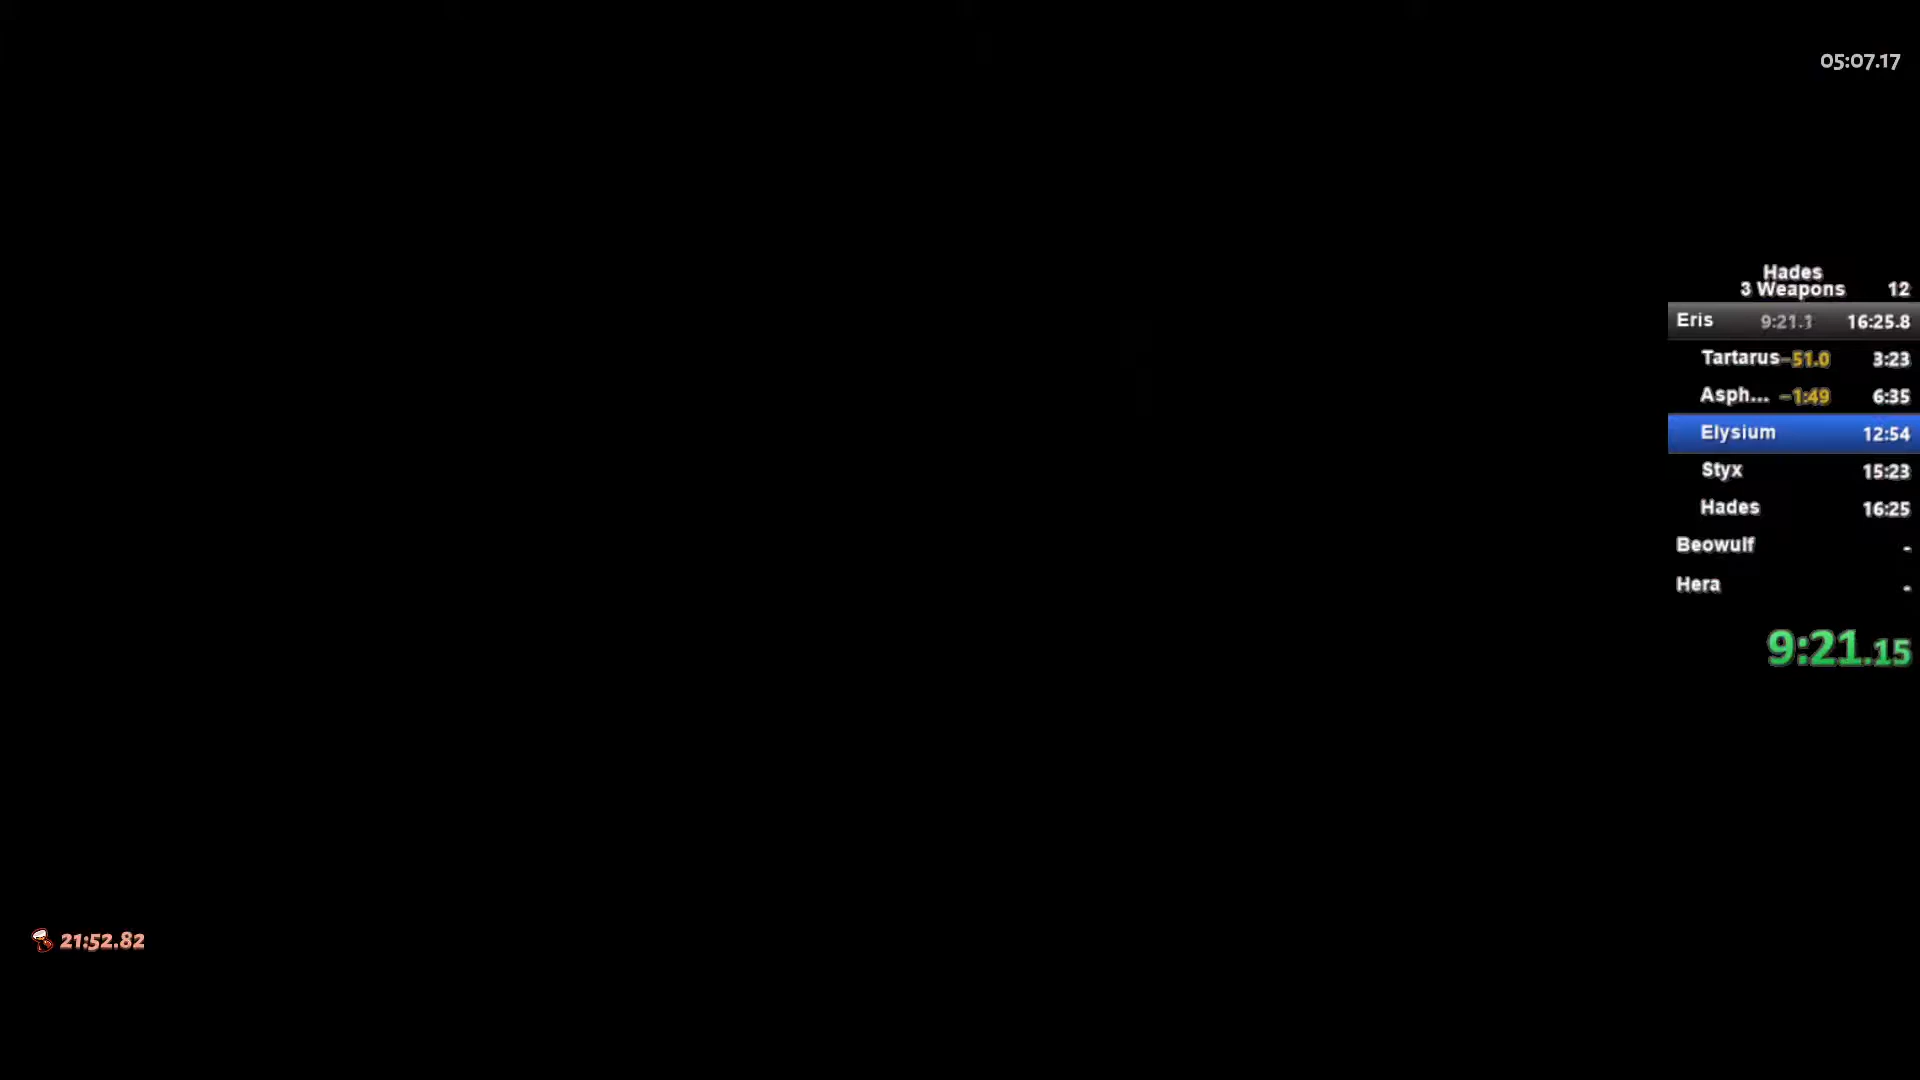 05:07.17
Hades
3 Weapons 12
Eris 9:21.1 16:25.8
Tartarus -51.0 3:23
Asph... -1:49 6:35
Elysium 12:54
Styx 15:23
Hades 16:25
Beowulf -
Hera -
9:21.15
21:52.82